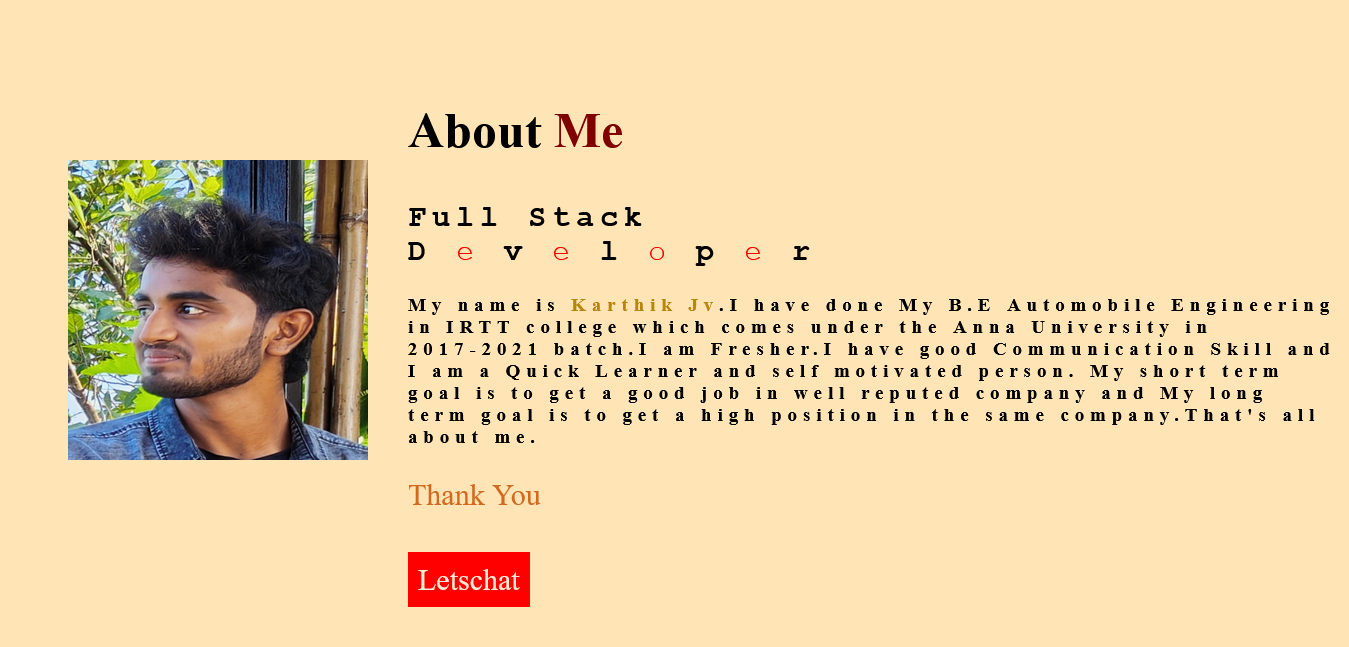 About Me
Full Stack
Developer
My name is Karthik Jv.I have done My B.E Automobile Engineering
in IRTT college which comes under the Anna University in
2017-2021 batch.I am Fresher.I have good Communication Skill and
I am a Quick Learner and self motivated person. My short term
goal is to get a good job in well reputed company and My long
term goal is to get a high position in the same company.That's all
about me.
Thank You
Letschat